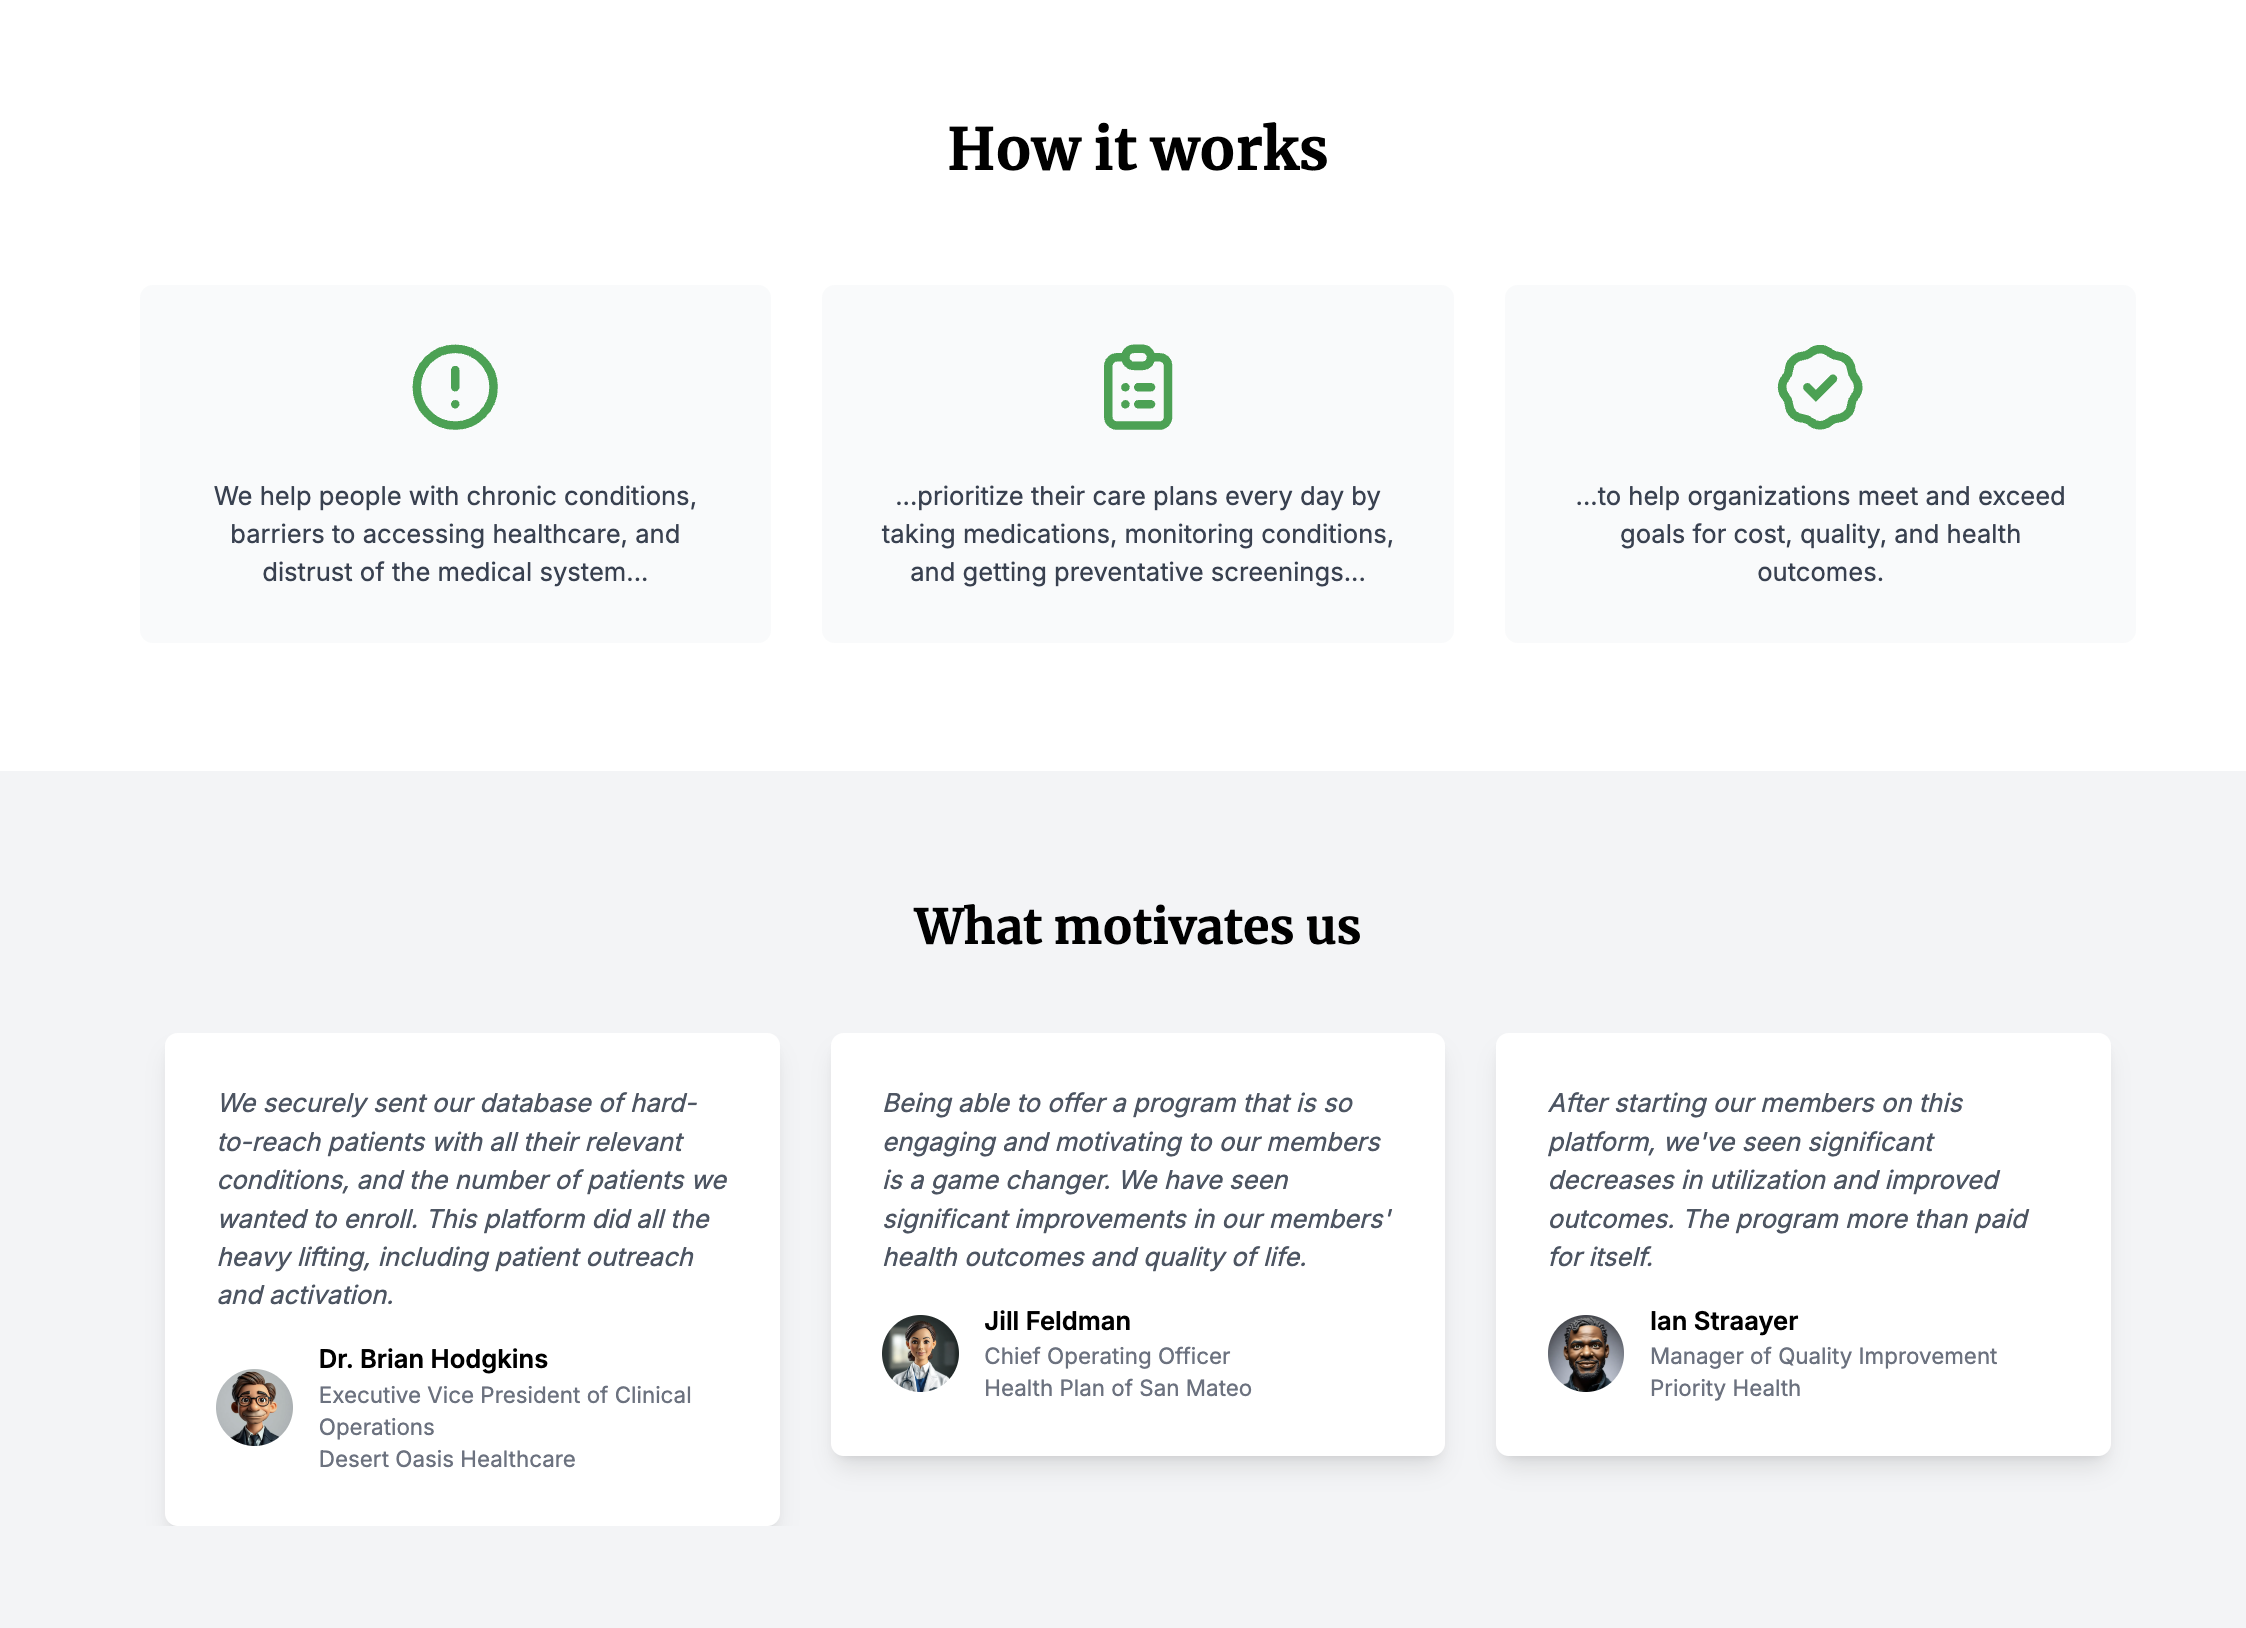 How it works
We help people with chronic conditions,
barriers to accessing healthcare, and
distrust of the medical system...
...prioritize their care plans every day by
taking medications, monitoring conditions,
and getting preventative screenings...
...to help organizations meet and exceed
goals for cost, quality, and health
outcomes.
What motivates us
We securely sent our database of hard-
to-reach patients with all their relevant
conditions, and the number of patients we
wanted to enroll. This platform did all the
heavy lifting, including patient outreach
and activation.
Dr. Brian Hodgkins
Executive Vice President of Clinical
Operations
Desert Oasis Healthcare
Being able to offer a program that is so
engaging and motivating to our members
is a game changer. We have seen
significant improvements in our members'
health outcomes and quality of life.
Jill Feldman
Chief Operating Officer
Health Plan of San Mateo
After starting our members on this
platform, we've seen significant
decreases in utilization and improved
outcomes. The program more than paid
for itself.
Ian Straayer
Manager of Quality Improvement
Priority Health